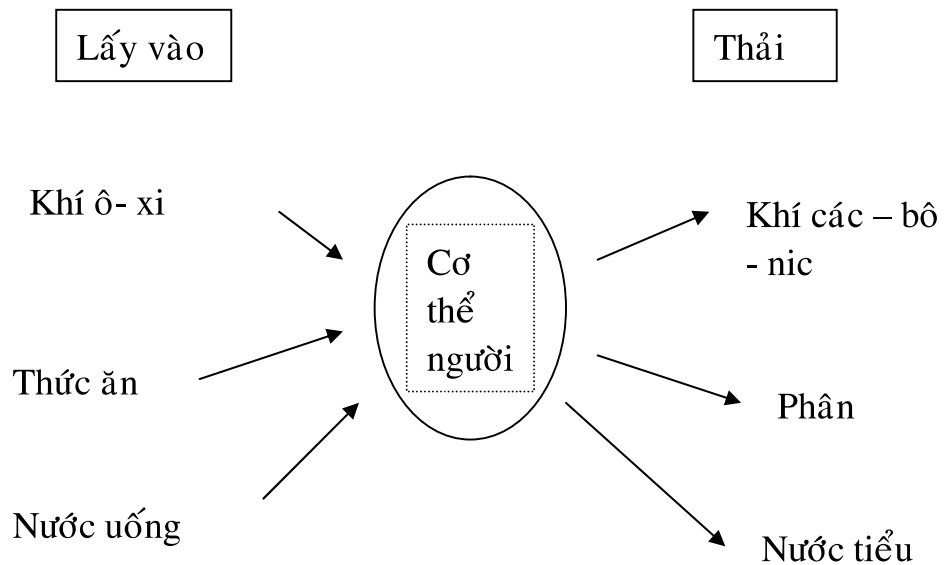 Lấy vào
Thải
Khí ô- xi
Khí các – bô
- nic
Cơ
thể
người
Thức ăn
Phân
Nước uống
Nước tiểu